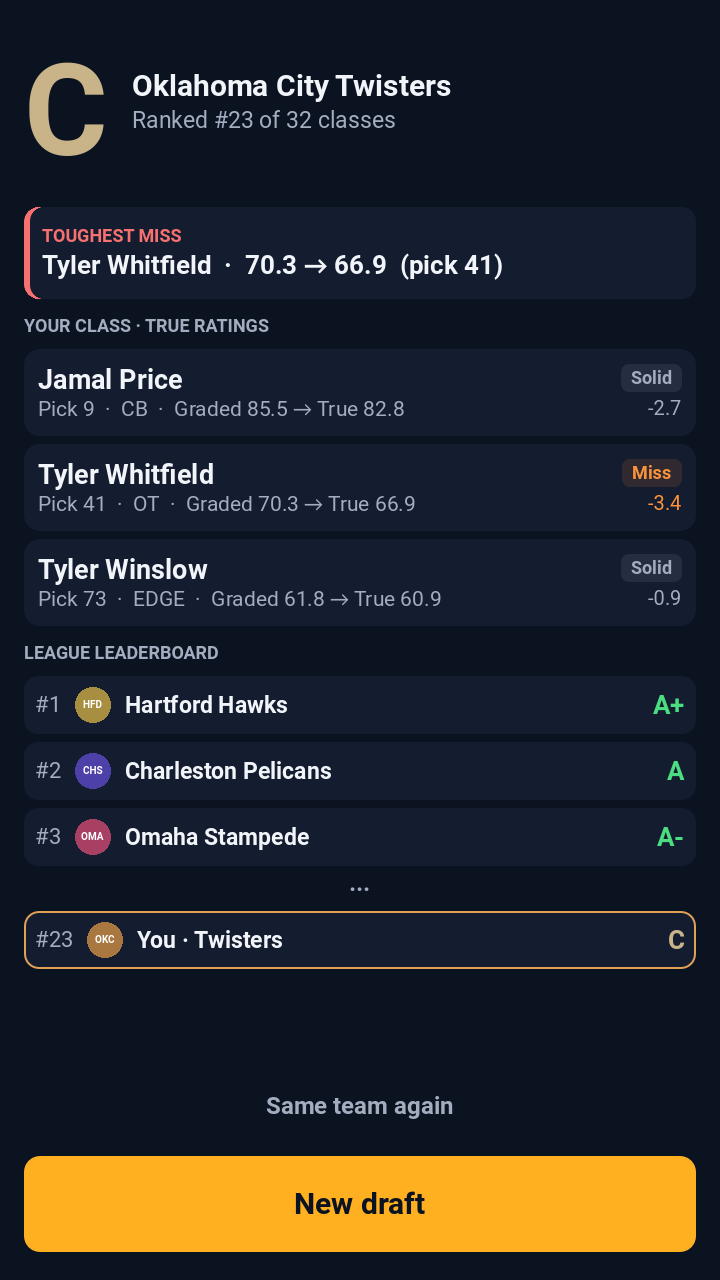 C
Oklahoma City Twisters
Ranked #23 of 32 classes
TOUGHEST MISS
Tyler Whitfield · 70.3 → 66.9 (pick 41)
YOUR CLASS · TRUE RATINGS
Jamal Price
Solid
Pick 9 · CB · Graded 85.5 → True 82.8
-2.7
Tyler Whitfield
Miss
Pick 41 · OT · Graded 70.3 → True 66.9
-3.4
Tyler Winslow
Solid
Pick 73 · EDGE · Graded 61.8 → True 60.9
-0.9
LEAGUE LEADERBOARD
#1 HFD Hartford Hawks A+
#2 CHS Charleston Pelicans A
#3 OMA Omaha Stampede A-
...
#23 OKC You · Twisters C
Same team again
New draft